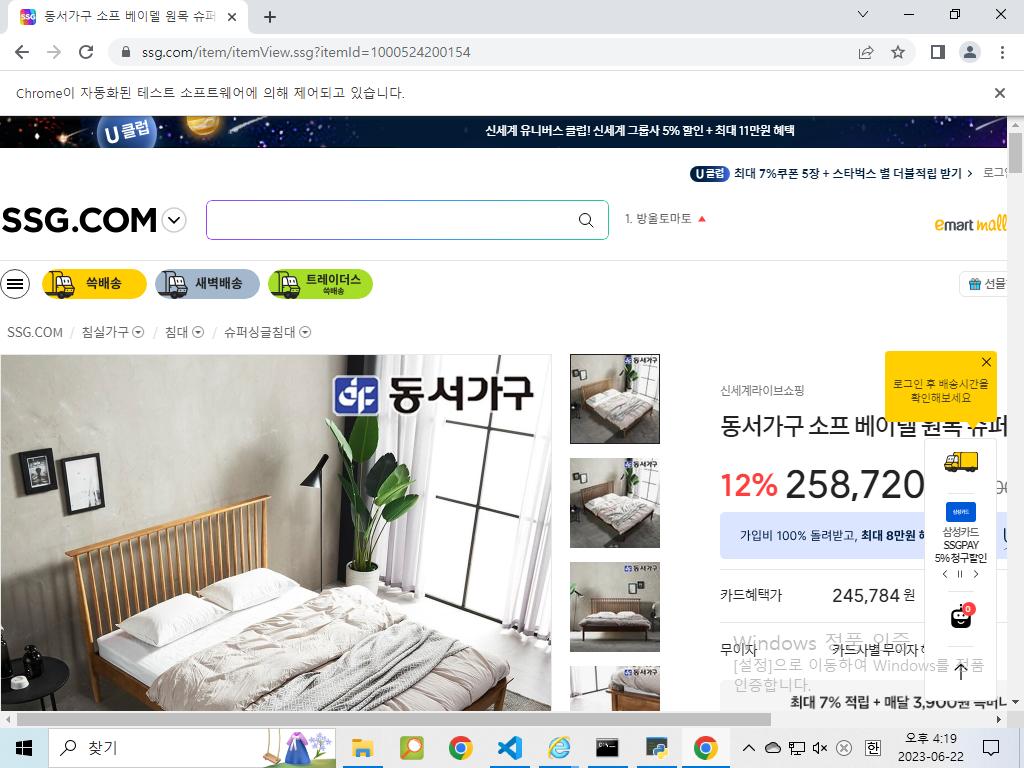 동서가구 소프 베이델 원목 슈퍼
ssg.com/item/itemView.ssg?itemId=1000524200154
Chrome이 자동화된 테스트 소프트웨어에 의해 제어되고 있습니다.
U 클럽
신세계 유니버스 클럽! 신세계 그룹사 5% 할인 + 최대 11만원 혜택
U 클럽 최대 7%쿠폰 5장 + 스타벅스 별 더블적립 받기 > 로그인
SSG.COM
1. 방울토마토
emart mall
쓱배송
새벽배송
트레이더스
쓱배송
선물
SSG.COM / 침실가구 / 침대 / 슈퍼싱글침대
동서가구
신세계라이브쇼핑
로그인 후 배송시간을
확인해보세요
동서가구 소프 베이델 원목 슈퍼
12% 258,720
가입비 100% 돌려받고, 최대 8만원 혜
삼성카드
삼성카드
SSGPAY
5% 청구할인
카드혜택가 245,784 원
0
무이자 카드사별 무이자
Windows 정품 인증
[설정]으로 이동하여 Windows를 정품
인증합니다.
최대 7% 적립 + 매달 3,900원 멤버
찾기
오후 4:19
한
2023-06-22